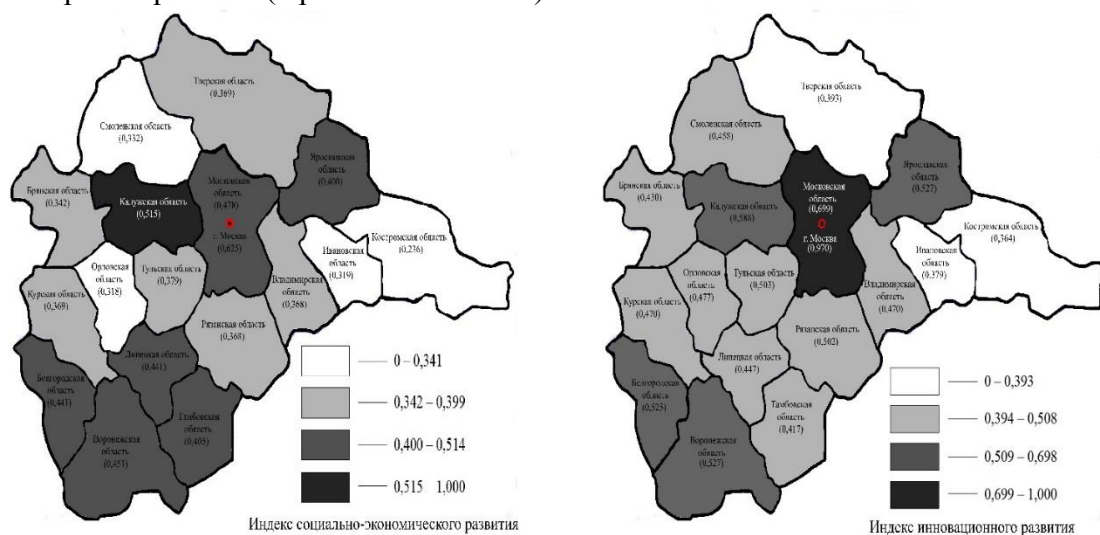 Тверская область
(0,369)
Смоленская область
(0,332)
Ярославская
область
(0,400)
Московская
область
г. Москва
(0,625)
Брянская область
(0,342)
Калужская область
(0,515)
Костромская область
Ивановская
область
(0,319)
Орловская
область
(0,318)
Тульская область
(0,379)
Владимирская
область
(0,368)
Курская область
(0,369)
Рязанская область
(0,368)
Липецкая область
(0,441)
Белгородская
область
(0,441)
Тамбовская
область
(0,405)
Воронежская
область
(0,451)
0 – 0,341
0,342 – 0,399
0,400 – 0,514
0,515 1,000
Индекс социально-экономического развития
Тверская область
(0,393)
Смоленская область
(0,458)
Ярославская
область
(0,527)
Московская
область
(0,699)
г. Москва
(0,970)
Брянская область
(0,430)
Калужская область
(0,588)
Костромская область
(0,364)
Ивановская
область
(0,379)
Орловская
область
(0,477)
Тульская
область
(0,503)
Владимирская
область
(0,470)
Курская область
(0,470)
Рязанская область
(0,502)
Липецкая область
(0,447)
Белгородская
область
(0,525)
Тамбовская
область
(0,417)
Воронежская
область
(0,527)
0 – 0,393
0,394 – 0,508
0,509 – 0,698
0,699 – 1,000
Индекс инновационного развития